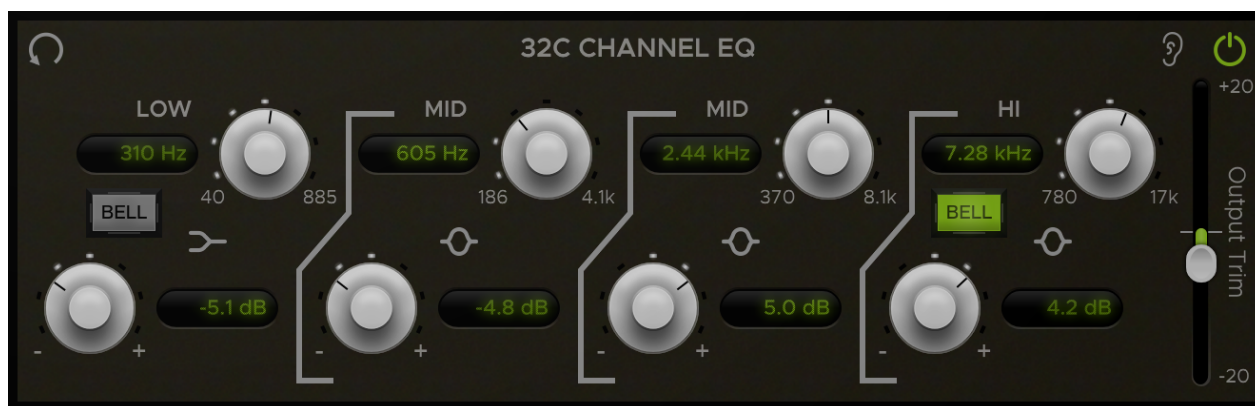 32C CHANNEL EQ
+20
LOW
MID
MID
HI
310 Hz
605 Hz
2.44 kHz
7.28 kHz
40
885
186
4.1k
370
8.1k
780
17k
BELL
BELL
Output Trim
-5.1 dB
-4.8 dB
5.0 dB
4.2 dB
- +
- +
- +
- +
-20